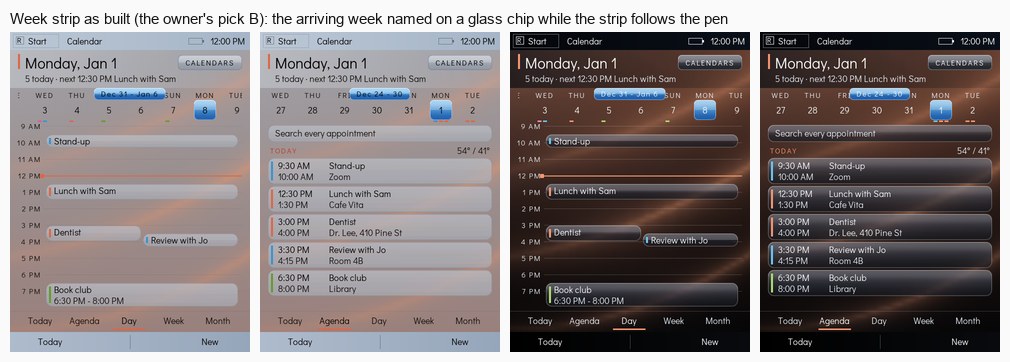 Week strip as built (the owner's pick B): the arriving week named on a glass chip while the strip follows the pen
Start Calendar 12:00 PM
Monday, Jan 1
CALENDARS
5 today · next 12:30 PM Lunch with Sam
Dec 31 - Jan 6
WED THU SUN MON TUE
3 4 5 6 7 8 9
9 AM
10 AM Stand-up
11 AM
12 PM
1 PM Lunch with Sam
2 PM
3 PM Dentist
4 PM Review with Jo
5 PM
6 PM
7 PM Book club
6:30 PM - 8:00 PM
Today Agenda Day Week Month
Today New
Start Calendar 12:00 PM
Monday, Jan 1
CALENDARS
5 today · next 12:30 PM Lunch with Sam
Dec 24 - 30
WED THU SUN MON TUE
27 28 29 30 31 1 2
Search every appointment
TODAY 54° / 41°
9:30 AM Stand-up
10:00 AM Zoom
12:30 PM Lunch with Sam
1:30 PM Cafe Vita
3:00 PM Dentist
4:00 PM Dr. Lee, 410 Pine St
3:30 PM Review with Jo
4:15 PM Room 4B
6:30 PM Book club
8:00 PM Library
Today Agenda Day Week Month
Today New
Start Calendar 12:00 PM
Monday, Jan 1
CALENDARS
5 today · next 12:30 PM Lunch with Sam
Dec 31 - Jan 6
WED THU SUN MON TUE
3 4 5 6 7 8 9
9 AM
10 AM Stand-up
11 AM
12 PM
1 PM Lunch with Sam
2 PM
3 PM Dentist
4 PM Review with Jo
5 PM
6 PM
7 PM Book club
6:30 PM - 8:00 PM
Today Agenda Day Week Month
Today New
Start Calendar 12:00 PM
Monday, Jan 1
CALENDARS
5 today · next 12:30 PM Lunch with Sam
Dec 24 - 30
WED THU SUN MON TUE
27 28 29 30 31 1 2
Search every appointment
TODAY 54° / 41°
9:30 AM Stand-up
10:00 AM Zoom
12:30 PM Lunch with Sam
1:30 PM Cafe Vita
3:00 PM Dentist
4:00 PM Dr. Lee, 410 Pine St
3:30 PM Review with Jo
4:15 PM Room 4B
6:30 PM Book club
8:00 PM Library
Today Agenda Day Week Month
Today New